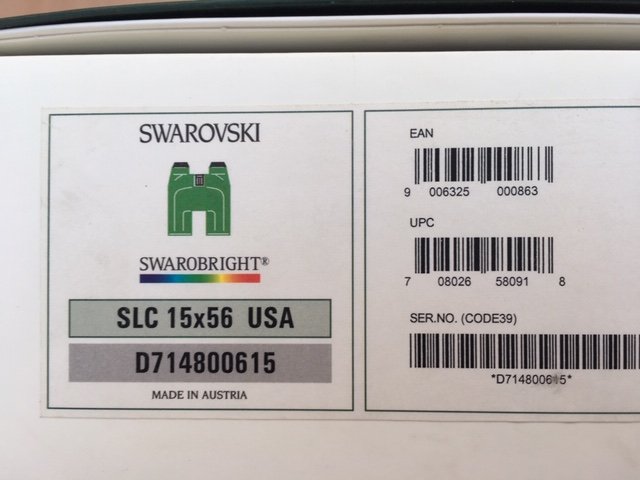 SWAROVSKI
SWAROBRIGHT®
SLC 15x56 USA
D714800615
MADE IN AUSTRIA
EAN
9 006325 000863
UPC
7 08026 58091 8
SER.NO. (CODE39)
*D714800615*